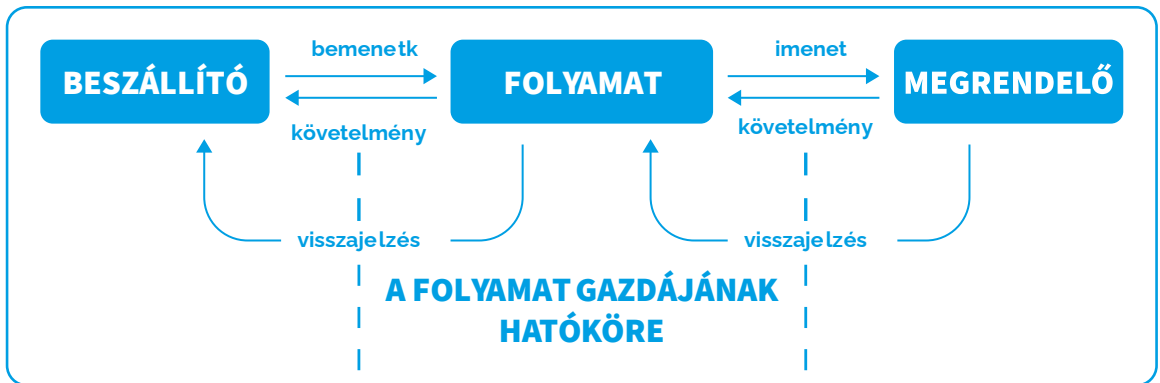 bemenetk
imenet
BESZÁLLÍTÓ
FOLYAMAT
MEGRENDELŐ
követelmény
követelmény
visszajelzés
visszajelzés
A FOLYAMAT GAZDÁJÁNAK
HATÓKÖRE